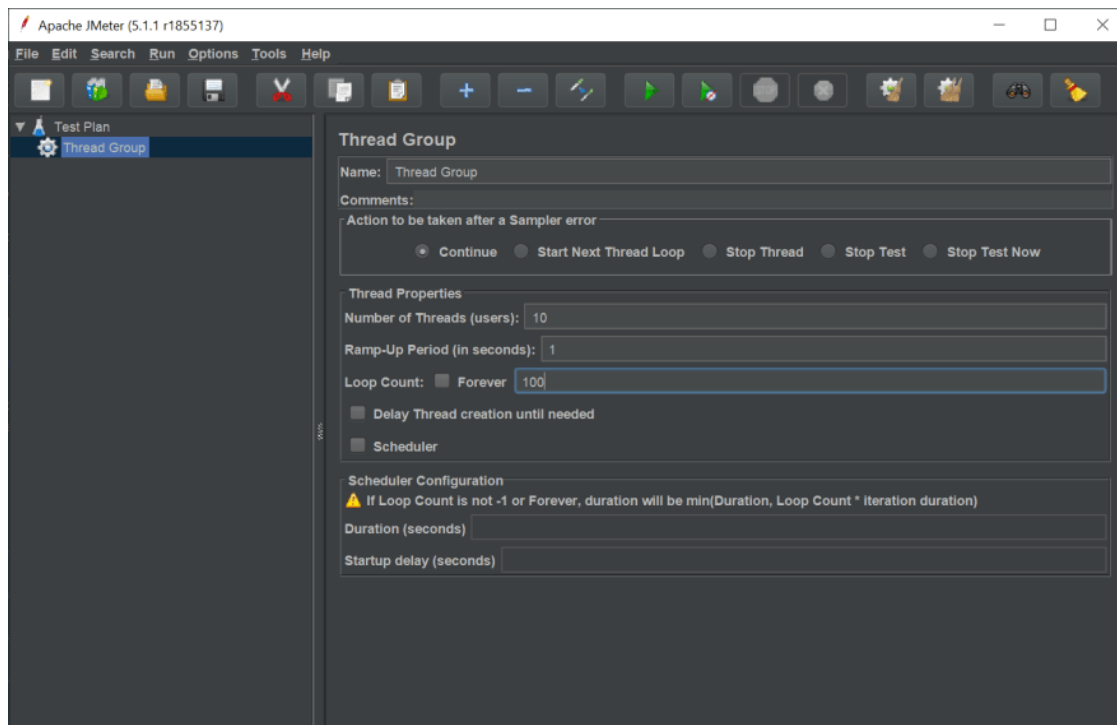 Apache JMeter (5.1.1 r1855137)
File Edit Search Run Options Tools Help
Test Plan
Thread Group
Thread Group
Name: Thread Group
Comments:
Action to be taken after a Sampler error
Continue Start Next Thread Loop Stop Thread Stop Test Stop Test Now
Thread Properties
Number of Threads (users): 10
Ramp-Up Period (in seconds): 1
Loop Count: Forever 100
Delay Thread creation until needed
Scheduler
Scheduler Configuration
If Loop Count is not -1 or Forever, duration will be min(Duration, Loop Count * iteration duration)
Duration (seconds)
Startup delay (seconds)